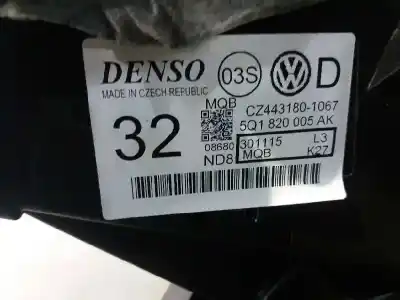 DENSO
MADE IN CZECH REPUBLIC
03S
D
MQB
CZ443180-1067
5Q1 820 005 AK
32
08680
301115
L3
ND8
MQB
K27